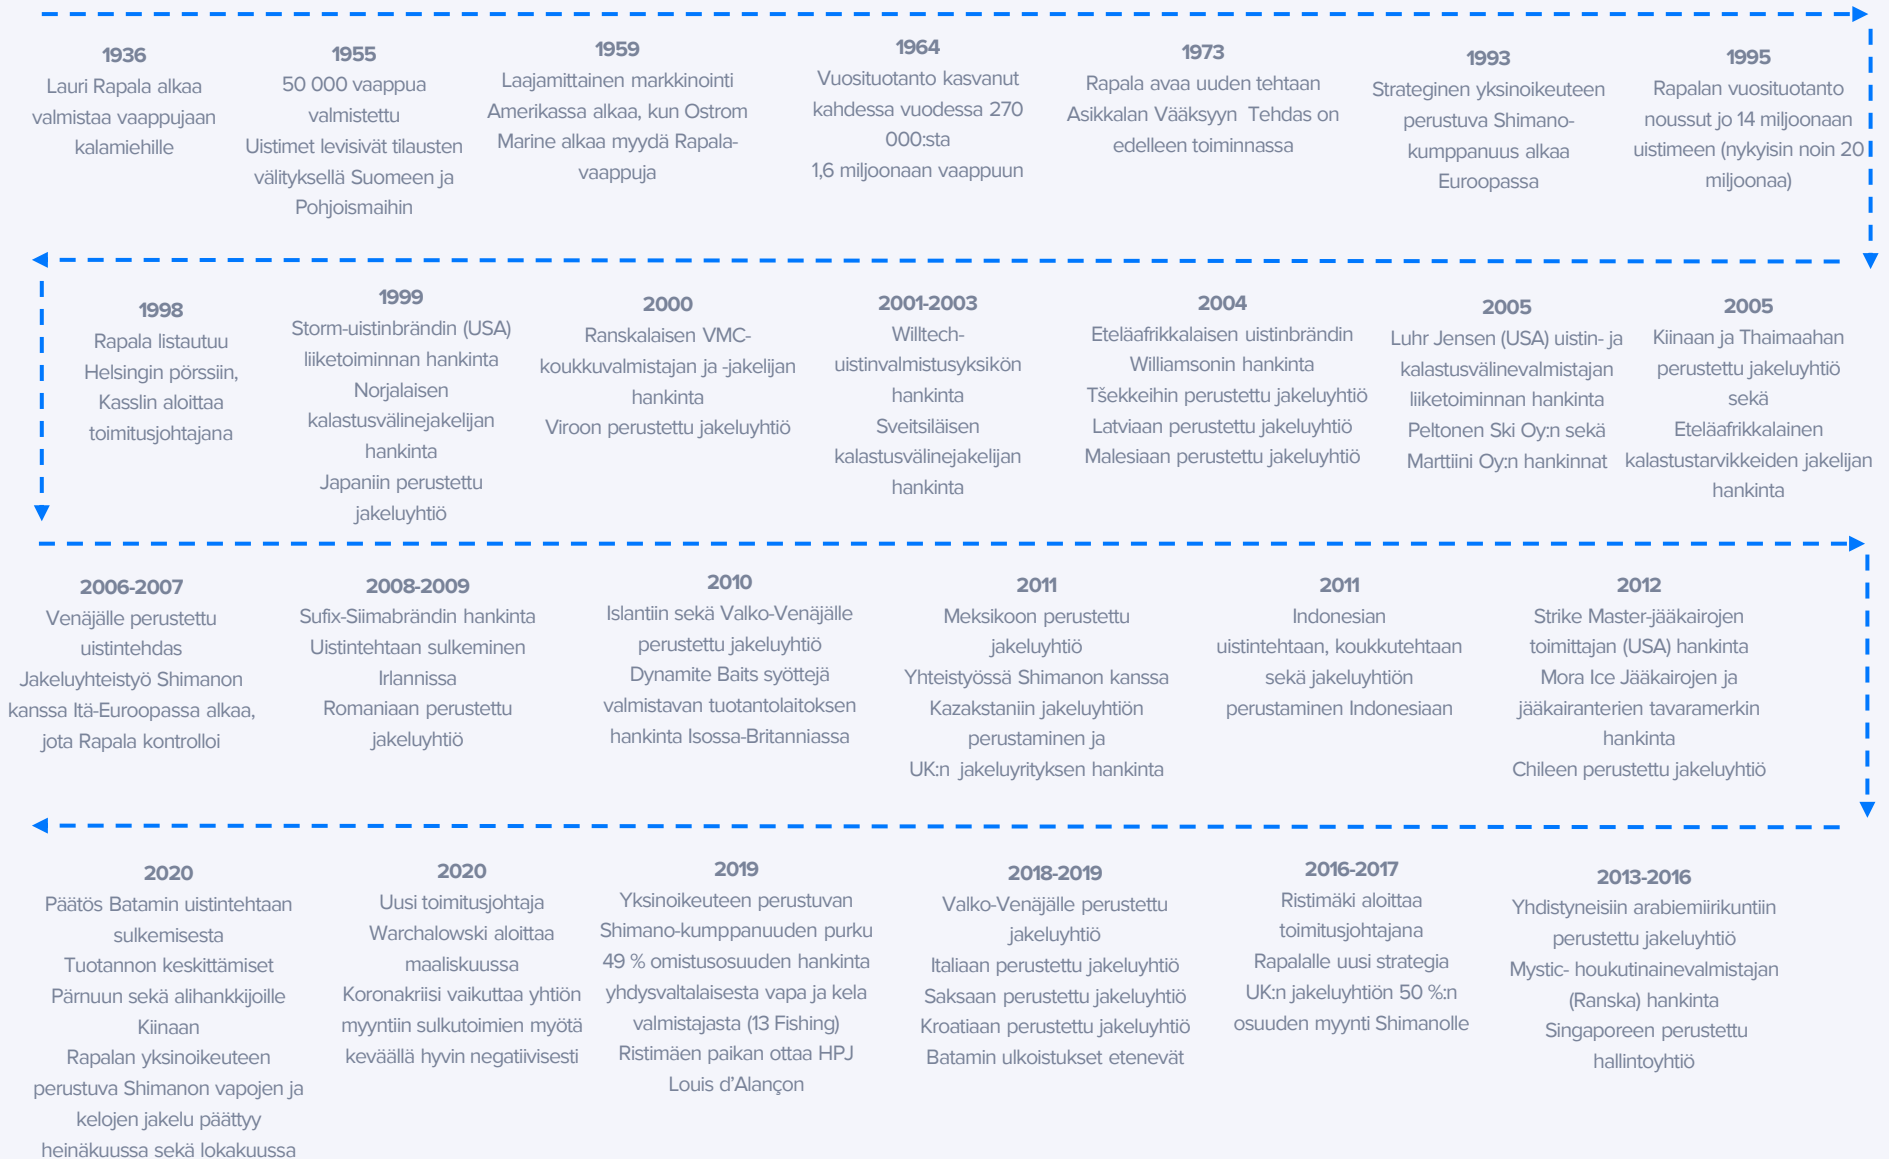 1936
Lauri Rapala alkaa
valmistaa vaappujaan
kalamiehille
1955
50 000 vaappua
valmistettu
Uistimet levisivät tilausten
välityksellä Suomeen ja
Pohjoismaihin
1959
Laajamittainen markkinointi
Amerikassa alkaa, kun Ostrom
Marine alkaa myydä Rapala-
vaappuja
1964
Vuosituotanto kasvanut
kahdessa vuodessa 270
000:sta
1,6 miljoonaan vaappuun
1973
Rapala avaa uuden tehtaan
Asikkalan Vääksyyn Tehdas on
edelleen toiminnassa
1993
Strateginen yksinoikeuteen
perustuva Shimano-
kumppanuus alkaa
Euroopassa
1995
Rapalan vuosituotanto
noussut jo 14 miljoonaan
uistimeen (nykyisin noin 20
miljoonaa)
1998
Rapala listautuu
Helsingin pörssiin,
Kasslin aloittaa
toimitusjohtajana
1999
Storm-uistinbrändin (USA)
liiketoiminnan hankinta
Norjalaisen
kalastusvälinejakelijan
hankinta
Japaniin perustettu
jakeluyhtiö
2000
Ranskalaisen VMC-
koukkuvalmistajan ja -jakelijan
hankinta
Viroon perustettu jakeluyhtiö
2001-2003
Willtech-
uistinvalmistusyksikön
hankinta
Sveitsiläisen
kalastusvälinejakelijan
hankinta
2004
Eteläafrikkalaisen uistinbrändin
Williamsonin hankinta
Tšekkeihin perustettu jakeluyhtiö
Latviaan perustettu jakeluyhtiö
Malesiaan perustettu jakeluyhtiö
2005
Luhr Jensen (USA) uistin- ja
kalastusvälinevalmistajan
liiketoiminnan hankinta
Peltonen Ski Oy:n sekä
Marttiini Oy:n hankinnat
2005
Kiinaan ja Thaimaahan
perustettu jakeluyhtiö
sekä
Eteläafrikkalainen
kalastustarvikkeiden jakelijan
hankinta
2006-2007
Venäjälle perustettu
uistintehdas
Jakeluyhteistyö Shimanon
kanssa Itä-Euroopassa alkaa,
jota Rapala kontrolloi
2008-2009
Sufix-Siimabrändin hankinta
Uistintehtaan sulkeminen
Irlannissa
Romaniaan perustettu
jakeluyhtiö
2010
Islantiin sekä Valko-Venäjälle
perustettu jakeluyhtiö
Dynamite Baits syöttejä
valmistavan tuotantolaitoksen
hankinta Isossa-Britanniassa
2011
Meksikoon perustettu
jakeluyhtiö
Yhteistyössä Shimanon kanssa
Kazakstaniin jakeluyhtiön
perustaminen ja
UK:n jakeluyrityksen hankinta
2011
Indonesian
uistintehtaan, koukkutehtaan
sekä jakeluyhtiön
perustaminen Indonesiaan
2012
Strike Master-jääkairojen
toimittajan (USA) hankinta
Mora Ice Jääkairojen ja
jääkairanterien tavaramerkin
hankinta
Chileen perustettu jakeluyhtiö
2020
Päätös Batamin uistintehtaan
sulkemisesta
Tuotannon keskittämiset
Pärnuun sekä alihankkijoille
Kiinaan
Rapalan yksinoikeuteen
perustuva Shimanon vapojen ja
kelojen jakelu päättyy
heinäkuussa sekä lokakuussa
2020
Uusi toimitusjohtaja
Warchalowski aloittaa
maaliskuussa
Koronakriisi vaikuttaa yhtiön
myyntiin sulkutoimien myötä
keväällä hyvin negatiivisesti
2019
Yksinoikeuteen perustuvan
Shimano-kumppanuuden purku
49 % omistusosuuden hankinta
yhdysvaltalaisesta vapa ja kela
valmistajasta (13 Fishing)
Ristimäen paikan ottaa HPJ
Louis d'Alançon
2018-2019
Valko-Venäjälle perustettu
jakeluyhtiö
Italiaan perustettu jakeluyhtiö
Saksaan perustettu jakeluyhtiö
Kroatiaan perustettu jakeluyhtiö
Batamin ulkoistukset etenevät
2016-2017
Ristimäki aloittaa
toimitusjohtajana
Rapalalle uusi strategia
UK:n jakeluyhtiön 50 %:n
osuuden myynti Shimanolle
2013-2016
Yhdistyneisiin arabiemiirikuntiin
perustettu jakeluyhtiö
Mystic- houkutinainevalmistajan
(Ranska) hankinta
Singaporeen perustettu
hallintoyhtiö